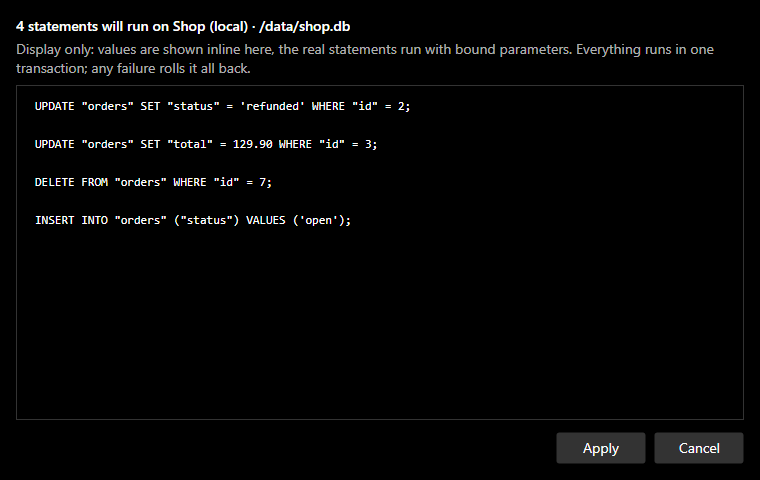 4 statements will run on Shop (local) · /data/shop.db
Display only: values are shown inline here, the real statements run with bound parameters. Everything runs in one
transaction; any failure rolls it all back.
UPDATE "orders" SET "status" = 'refunded' WHERE "id" = 2;
UPDATE "orders" SET "total" = 129.90 WHERE "id" = 3;
DELETE FROM "orders" WHERE "id" = 7;
INSERT INTO "orders" ("status") VALUES ('open');
Apply
Cancel